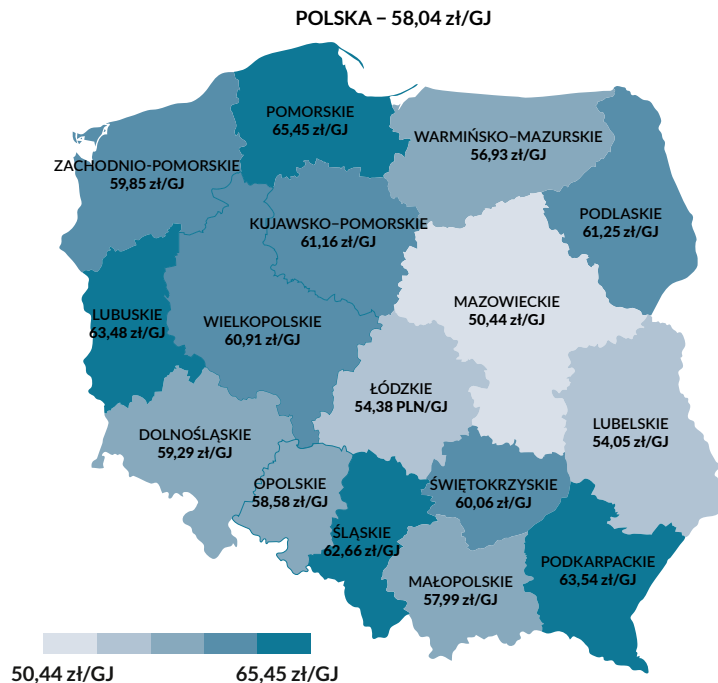 POLSKA – 58,04 zł/GJ
POMORSKIE
65,45 zł/GJ
WARMIŃSKO–MAZURSKIE
56,93 zł/GJ
ZACHODNIO-POMORSKIE
59,85 zł/GJ
PODLASKIE
61,25 zł/GJ
KUJAWSKO–POMORSKIE
61,16 zł/GJ
MAZOWIECKIE
50,44 zł/GJ
LUBUSKIE
63,48 zł/GJ
WIELKOPOLSKIE
60,91 zł/GJ
ŁÓDZKIE
54,38 PLN/GJ
LUBELSKIE
54,05 zł/GJ
DOLNOŚLĄSKIE
59,29 zł/GJ
OPOLSKIE
58,58 zł/GJ
ŚWIĘTOKRZYSKIE
60,06 zł/GJ
ŚLĄSKIE
62,66 zł/GJ
PODKARPACKIE
63,54 zł/GJ
MAŁOPOLSKIE
57,99 zł/GJ
50,44 zł/GJ
65,45 zł/GJ